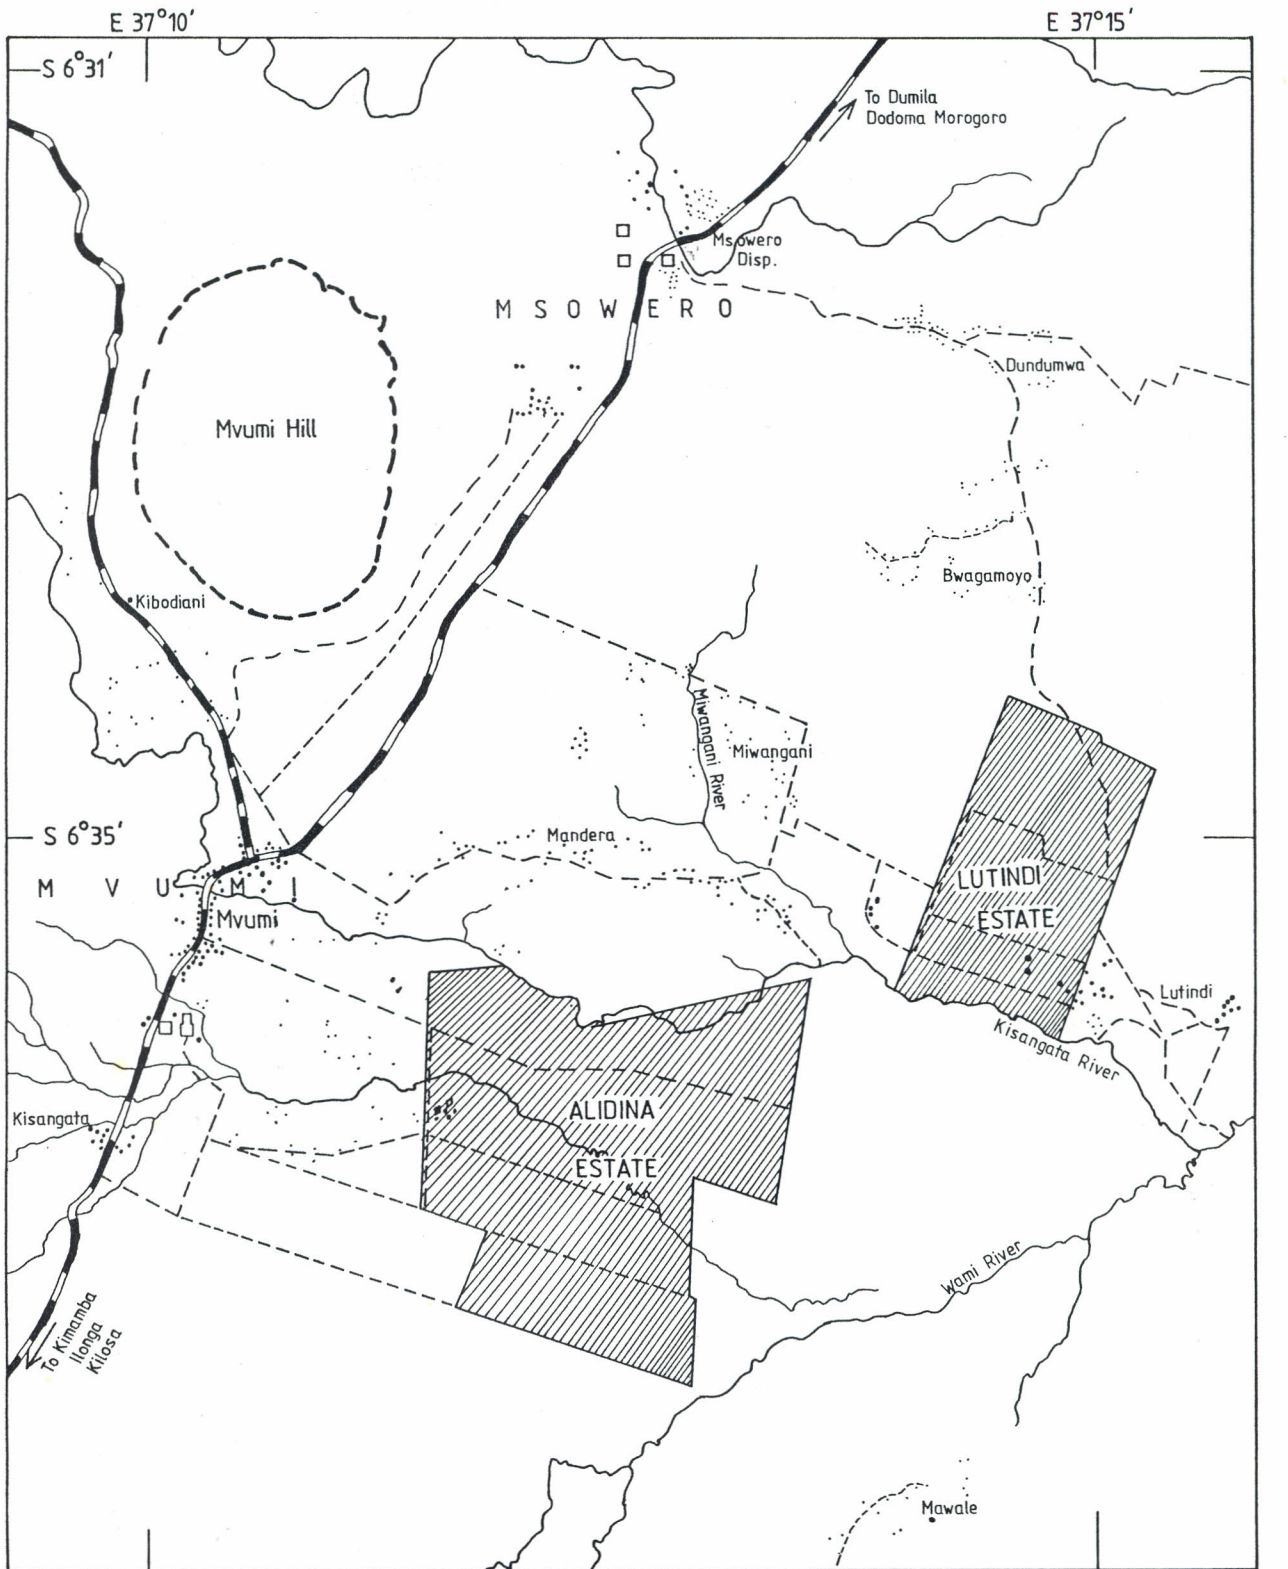 E 37°10′
E 37°15′
S 6°31′
To Dumila
Dodoma Morogoro
Msowero
Disp.
MSOWERO
Dundumwa
Mvumi Hill
Bwagamoyo
Kibodiani
Miwangani River
Miwangani
S 6°35′
Mandera
MVUMI
Mvumi
LUTINDI
ESTATE
Lutindi
Kisangata River
Kisangata
ALIDINA
ESTATE
Wami River
To Kimamba
Ilonga
Kilosa
Mawale